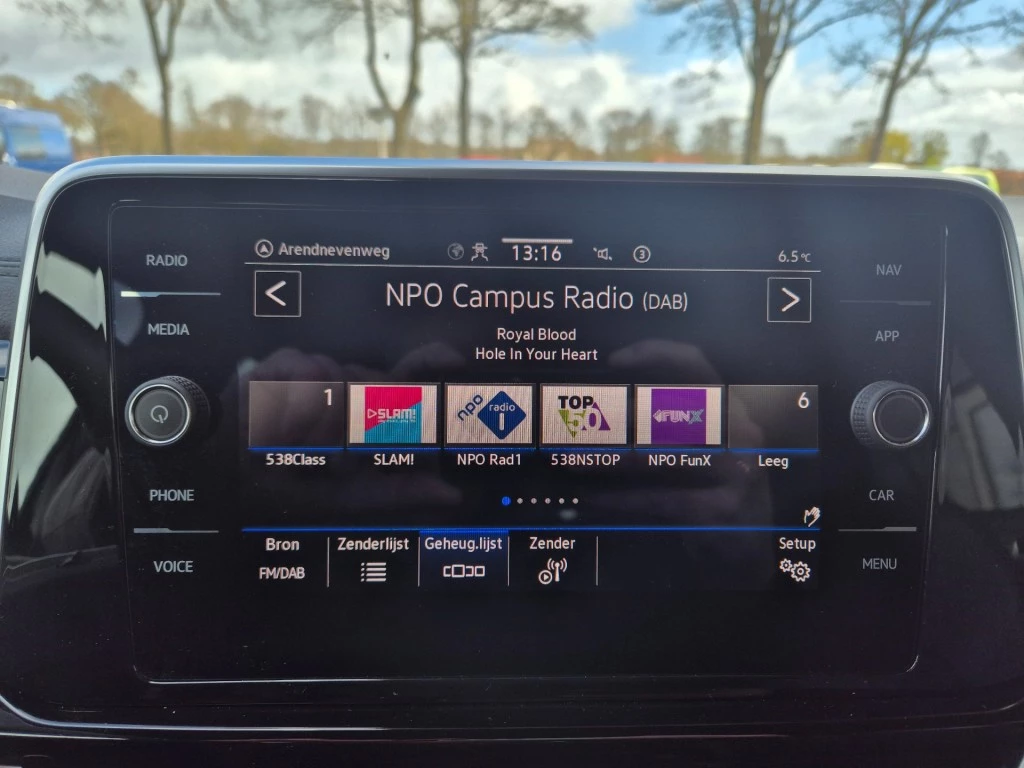 RADIO
MEDIA
PHONE
VOICE
Arendnevenweg
13:16
3
6.5°C
NPO Campus Radio (DAB)
Royal Blood
Hole In Your Heart
1
SLAM!
npo radio 1
TOP 50
FUNX
6
538Class
SLAM!
NPO Rad1
538NSTOP
NPO FunX
Leeg
Bron
FM/DAB
Zenderlijst
Geheug.lijst
Zender
Setup
NAV
APP
CAR
MENU